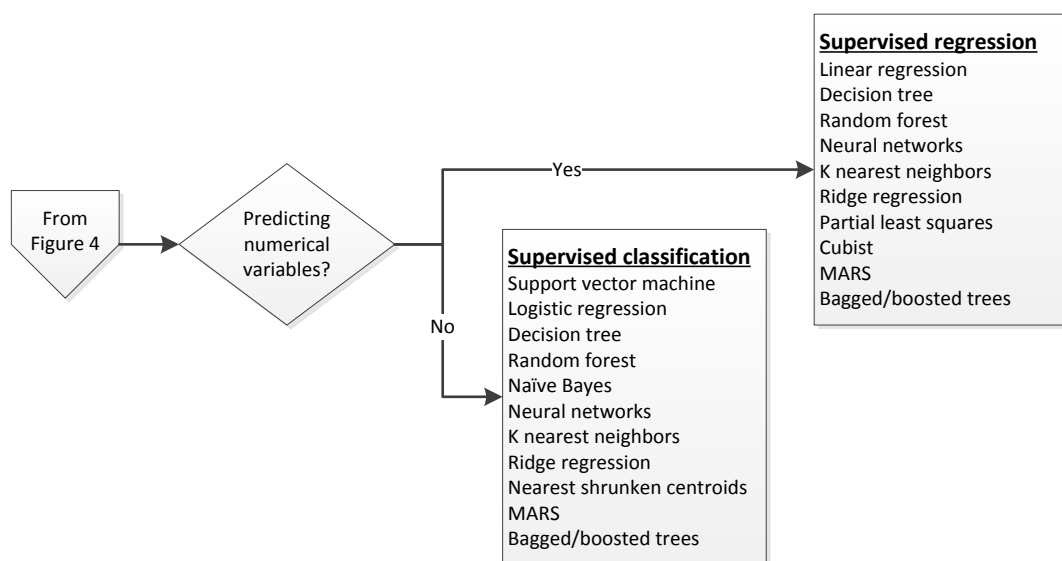 From
Figure 4
Predicting
numerical
variables?
Yes
No
Supervised regression
Linear regression
Decision tree
Random forest
Neural networks
K nearest neighbors
Ridge regression
Partial least squares
Cubist
MARS
Bagged/boosted trees
Supervised classification
Support vector machine
Logistic regression
Decision tree
Random forest
Naïve Bayes
Neural networks
K nearest neighbors
Ridge regression
Nearest shrunken centroids
MARS
Bagged/boosted trees